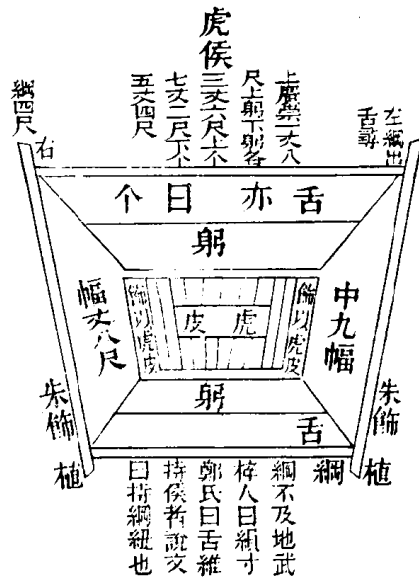 虎侯
上廣崇一丈八
尺上躬下躬各
三丈六尺上个
七丈二尺下个
五丈四尺
左綱出
舌尋
綱四尺
右
舌亦曰个
躬
中九幅
幅丈八尺
飾以虎皮
虎皮
飾以虎皮
躬
舌
朱飾
植
朱飾
植
綱
綱不及地武
梓人曰縜寸
鄭氏曰舌維
持侯者說文
曰持綱紐也